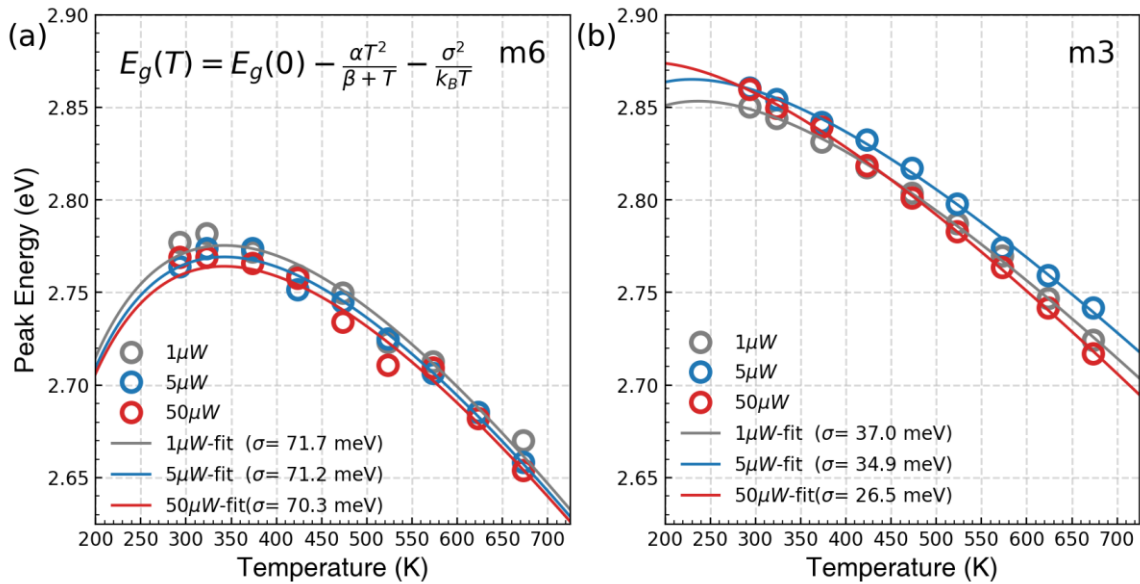 (a)
E_g(T) = E_g(0) − αT²/(β + T) − σ²/(k_BT)
m6
1μW
5μW
50μW
1μW-fit (σ= 71.7 meV)
5μW-fit (σ= 71.2 meV)
50μW-fit(σ= 70.3 meV)
Peak Energy (eV)
2.90
2.85
2.80
2.75
2.70
2.65
200 250 300 350 400 450 500 550 600 650 700
Temperature (K)
(b)
m3
1μW
5μW
50μW
1μW-fit (σ= 37.0 meV)
5μW-fit (σ= 34.9 meV)
50μW-fit(σ= 26.5 meV)
2.90
2.85
2.80
2.75
2.70
2.65
200 250 300 350 400 450 500 550 600 650 700
Temperature (K)